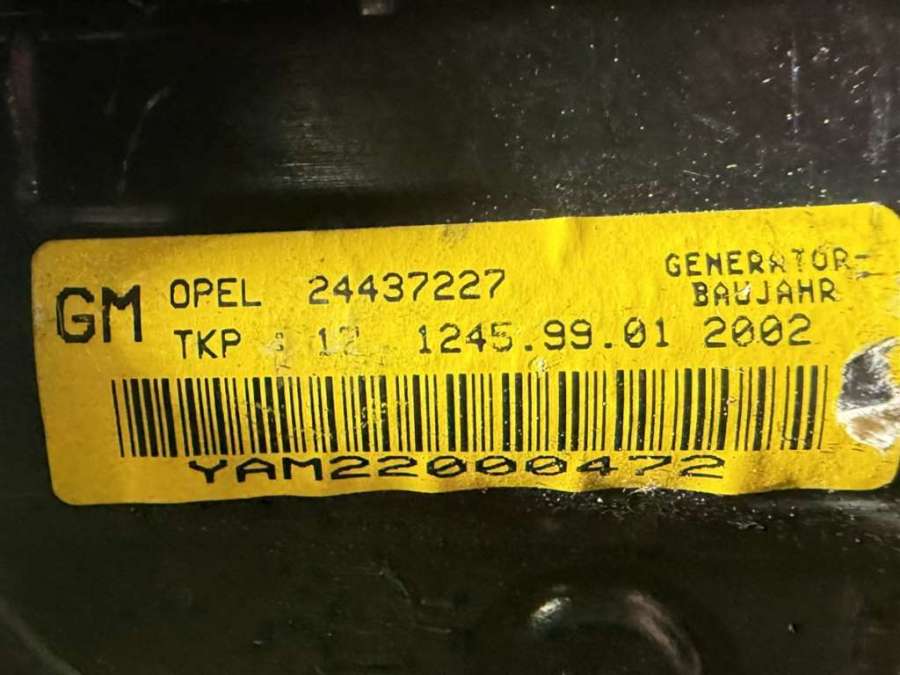 GM OPEL 24437227 GENERATOR-
BAUJAHR
TKP : 12 1245.99.01 2002
YAM22000472